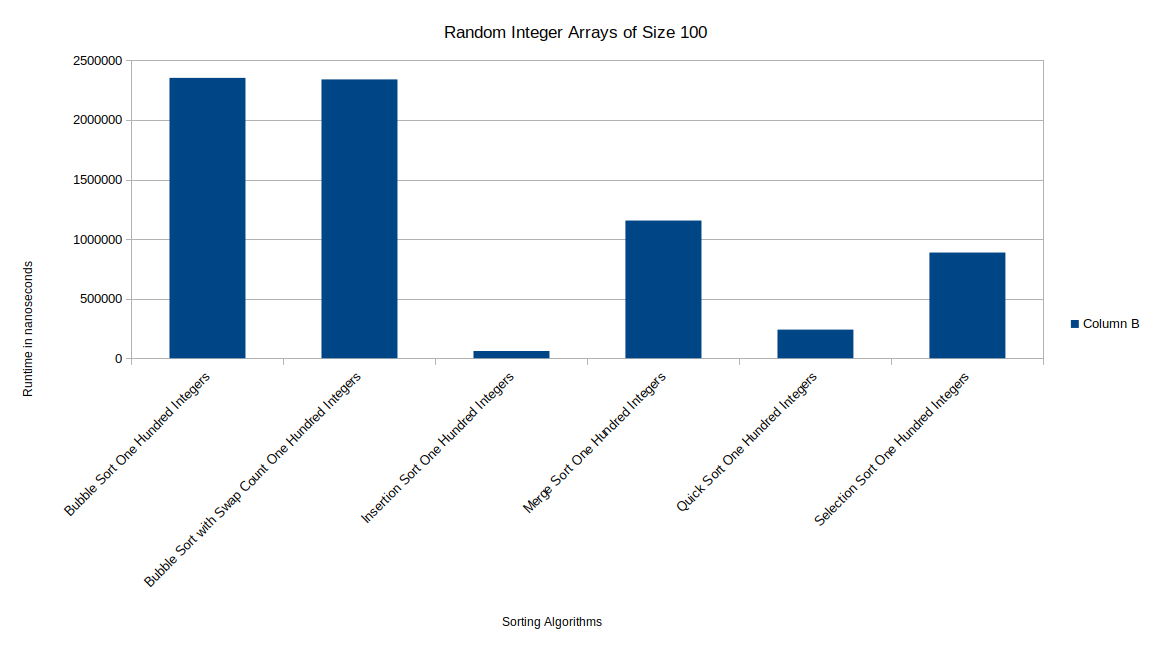 Random Integer Arrays of Size 100
2500000
2000000
1500000
1000000
500000
0
Runtime in nanoseconds
Column B
Bubble Sort One Hundred Integers
Bubble Sort with Swap Count One Hundred Integers
Insertion Sort One Hundred Integers
Merge Sort One Hundred Integers
Quick Sort One Hundred Integers
Selection Sort One Hundred Integers
Sorting Algorithms